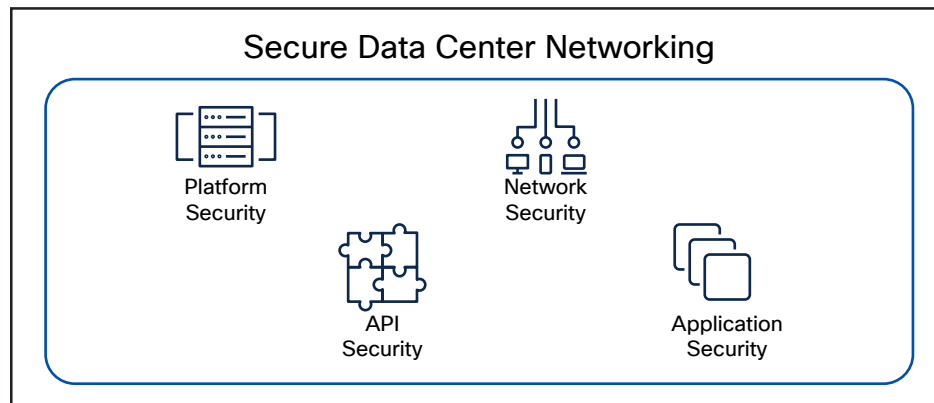 Secure Data Center Networking
Platform
Security
Network
Security
API
Security
Application
Security